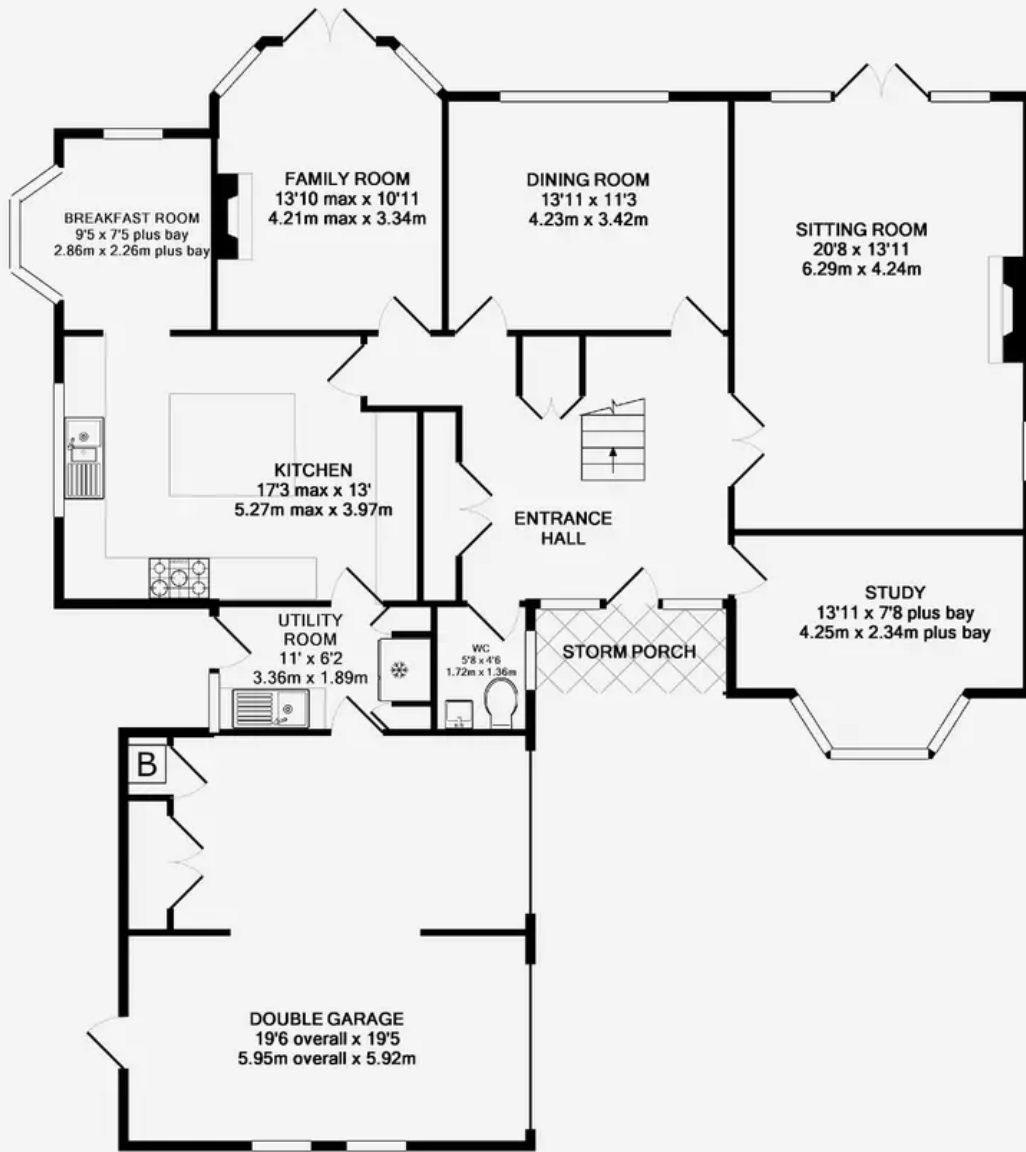 FAMILY ROOM
13'10 max x 10'11
4.21m max x 3.34m
DINING ROOM
13'11 x 11'3
4.23m x 3.42m
BREAKFAST ROOM
9'5 x 7'5 plus bay
2.86m x 2.26m plus bay
SITTING ROOM
20'8 x 13'11
6.29m x 4.24m
KITCHEN
17'3 max x 13'
5.27m max x 3.97m
ENTRANCE
HALL
STUDY
13'11 x 7'8 plus bay
4.25m x 2.34m plus bay
UTILITY
ROOM
11' x 6'2
3.36m x 1.89m
WC
5'8 x 4'6
1.72m x 1.36m
STORM PORCH
B
DOUBLE GARAGE
19'6 overall x 19'5
5.95m overall x 5.92m